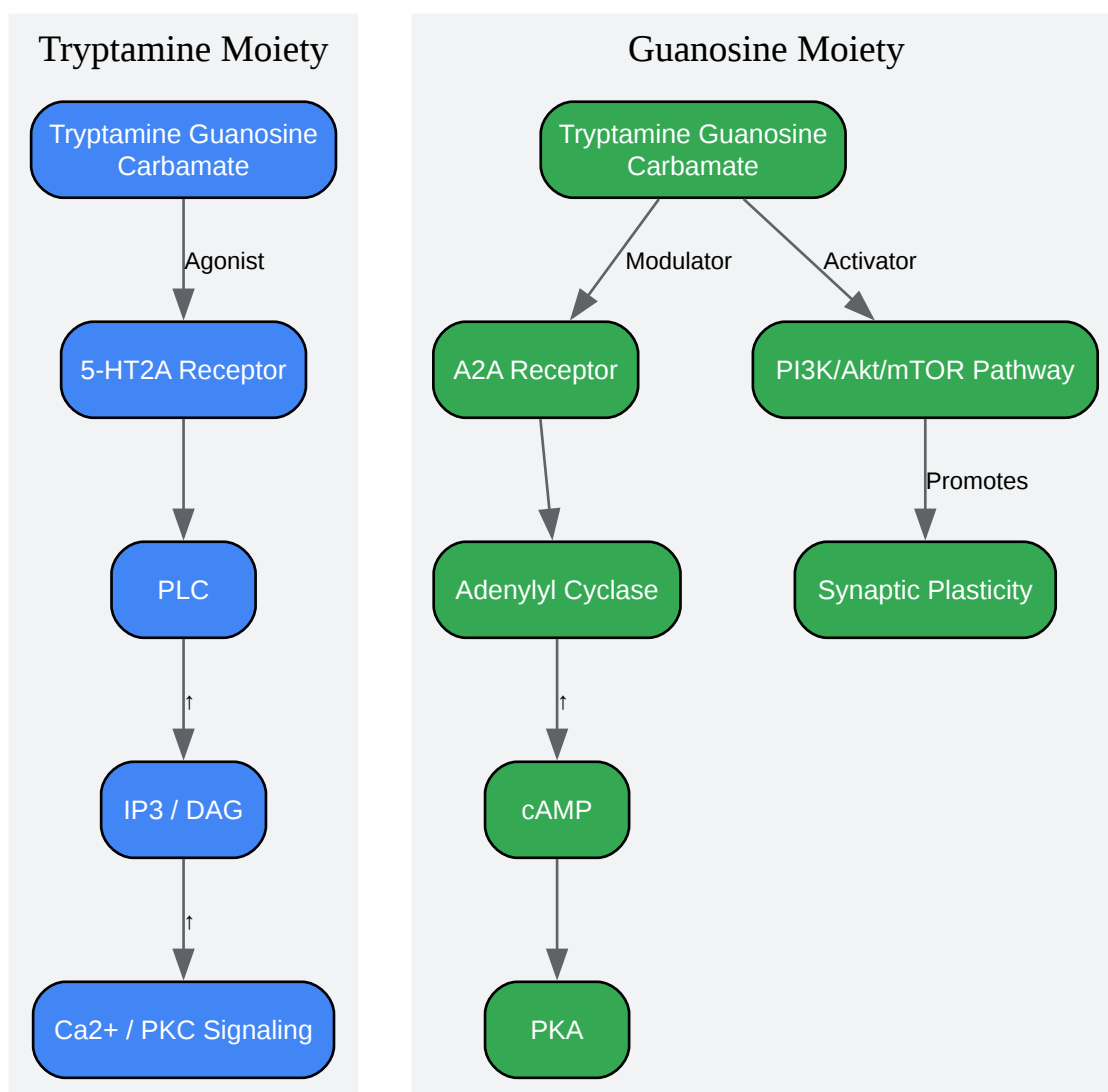 Tryptamine Moiety
Tryptamine Guanosine
Carbamate
Agonist
5-HT2A Receptor
PLC
↑
IP3 / DAG
↑
Ca2+ / PKC Signaling
Guanosine Moiety
Tryptamine Guanosine
Carbamate
Modulator
Activator
A2A Receptor
PI3K/Akt/mTOR Pathway
Promotes
Adenylyl Cyclase
Synaptic Plasticity
↑
cAMP
PKA